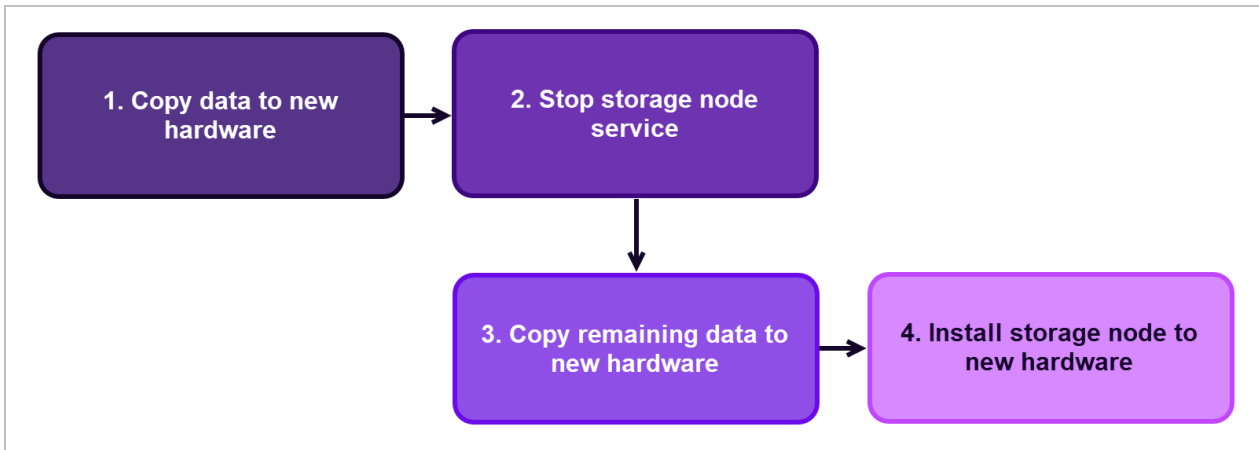 1. Copy data to new
hardware
2. Stop storage node
service
3. Copy remaining data to
new hardware
4. Install storage node to
new hardware